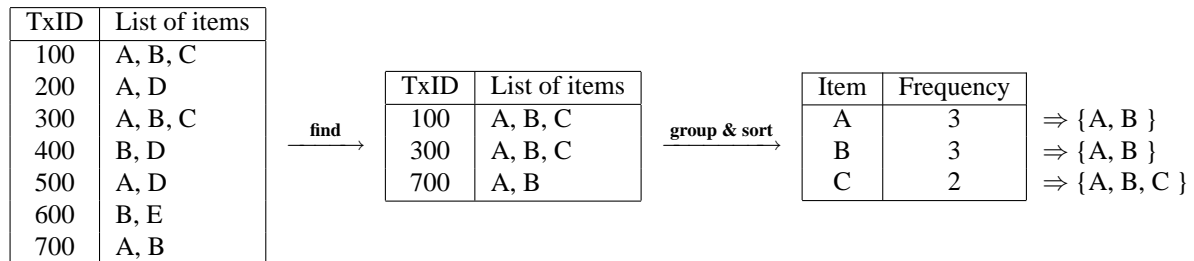 TxID List of items
100 A, B, C
200 A, D
300 A, B, C
400 B, D
500 A, D
600 B, E
700 A, B
find
TxID List of items
100 A, B, C
300 A, B, C
700 A, B
group & sort
Item Frequency
A 3 ⇒ {A, B }
B 3 ⇒ {A, B }
C 2 ⇒ {A, B, C }